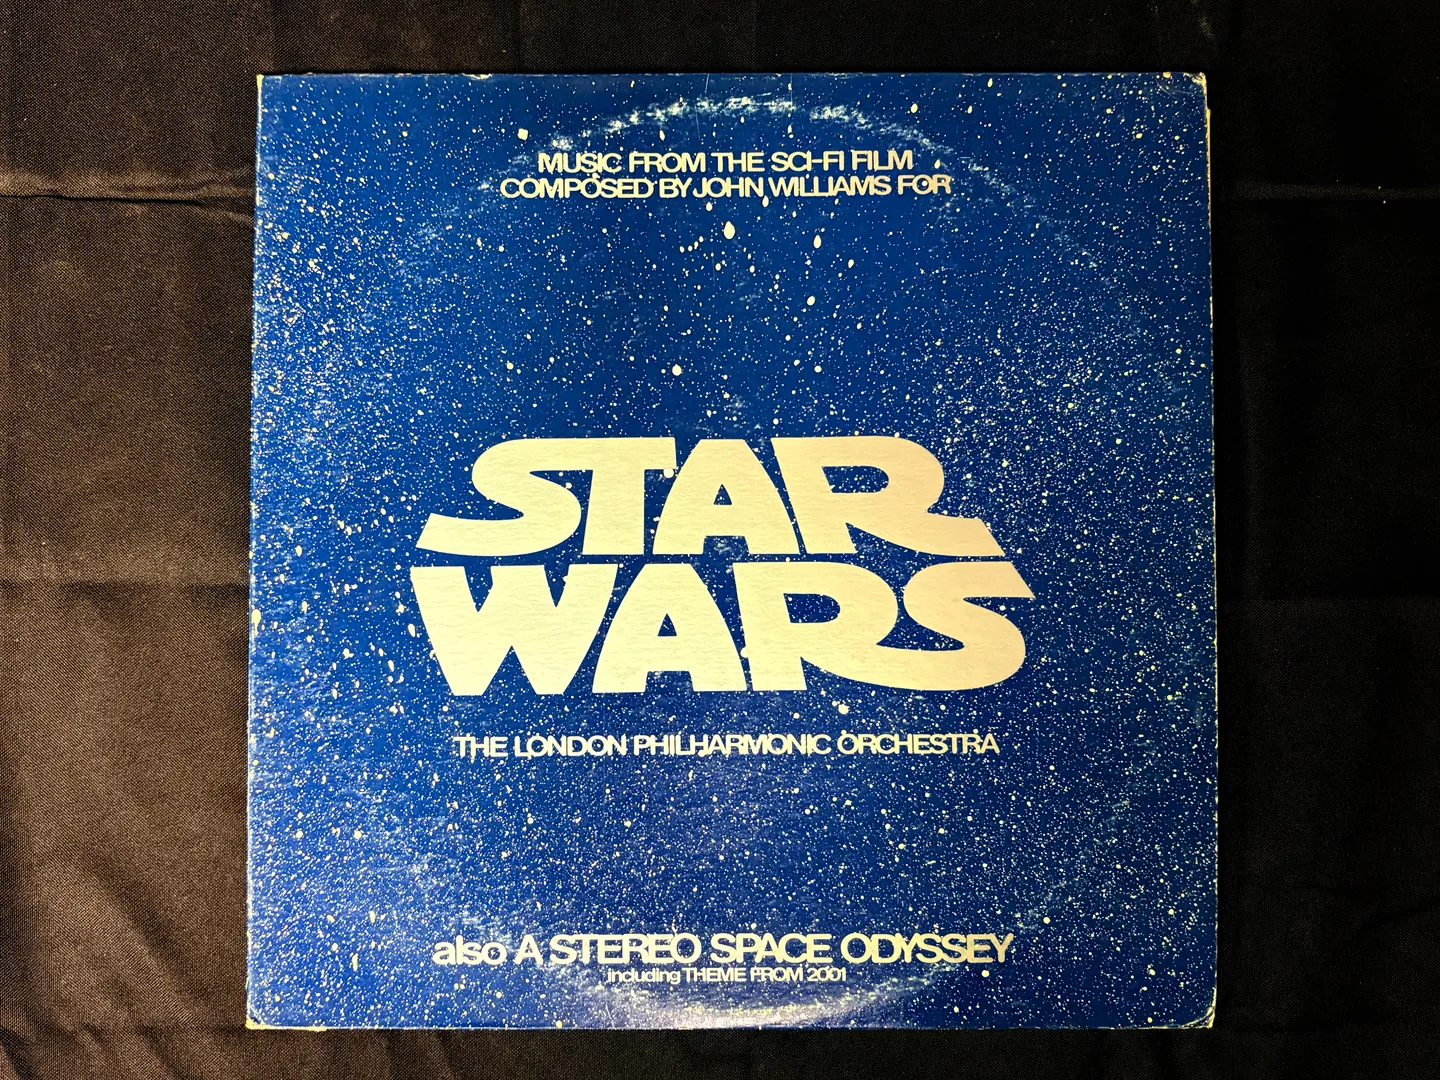 MUSIC FROM THE SCI-FI FILM
COMPOSED BY JOHN WILLIAMS FOR
STAR
WARS
THE LONDON PHILHARMONIC ORCHESTRA
also A STEREO SPACE ODYSSEY
including THEME FROM 2001